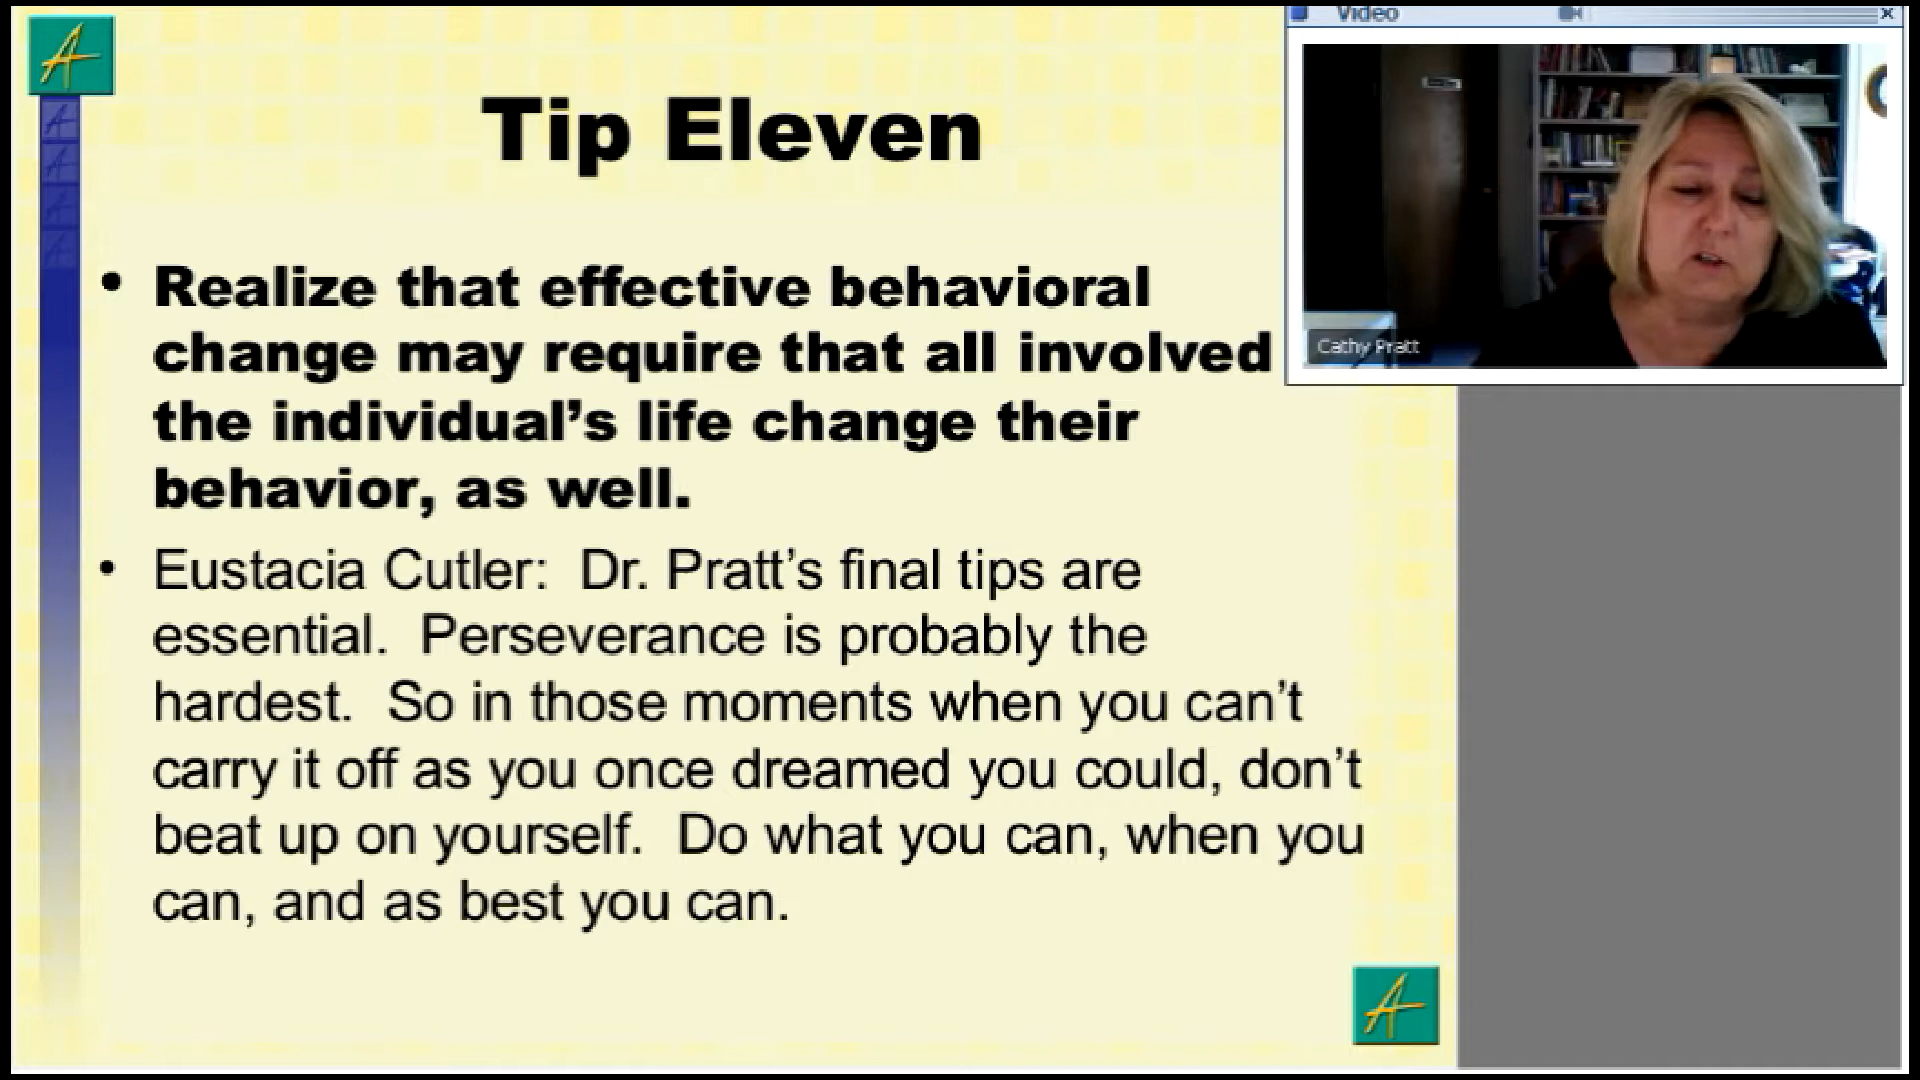 Video
Tip Eleven
Cathy Pratt
• Realize that effective behavioral
change may require that all involved
the individual’s life change their
behavior, as well.
• Eustacia Cutler:  Dr. Pratt’s final tips are
essential.  Perseverance is probably the
hardest.  So in those moments when you can’t
carry it off as you once dreamed you could, don’t
beat up on yourself.  Do what you can, when you
can, and as best you can.